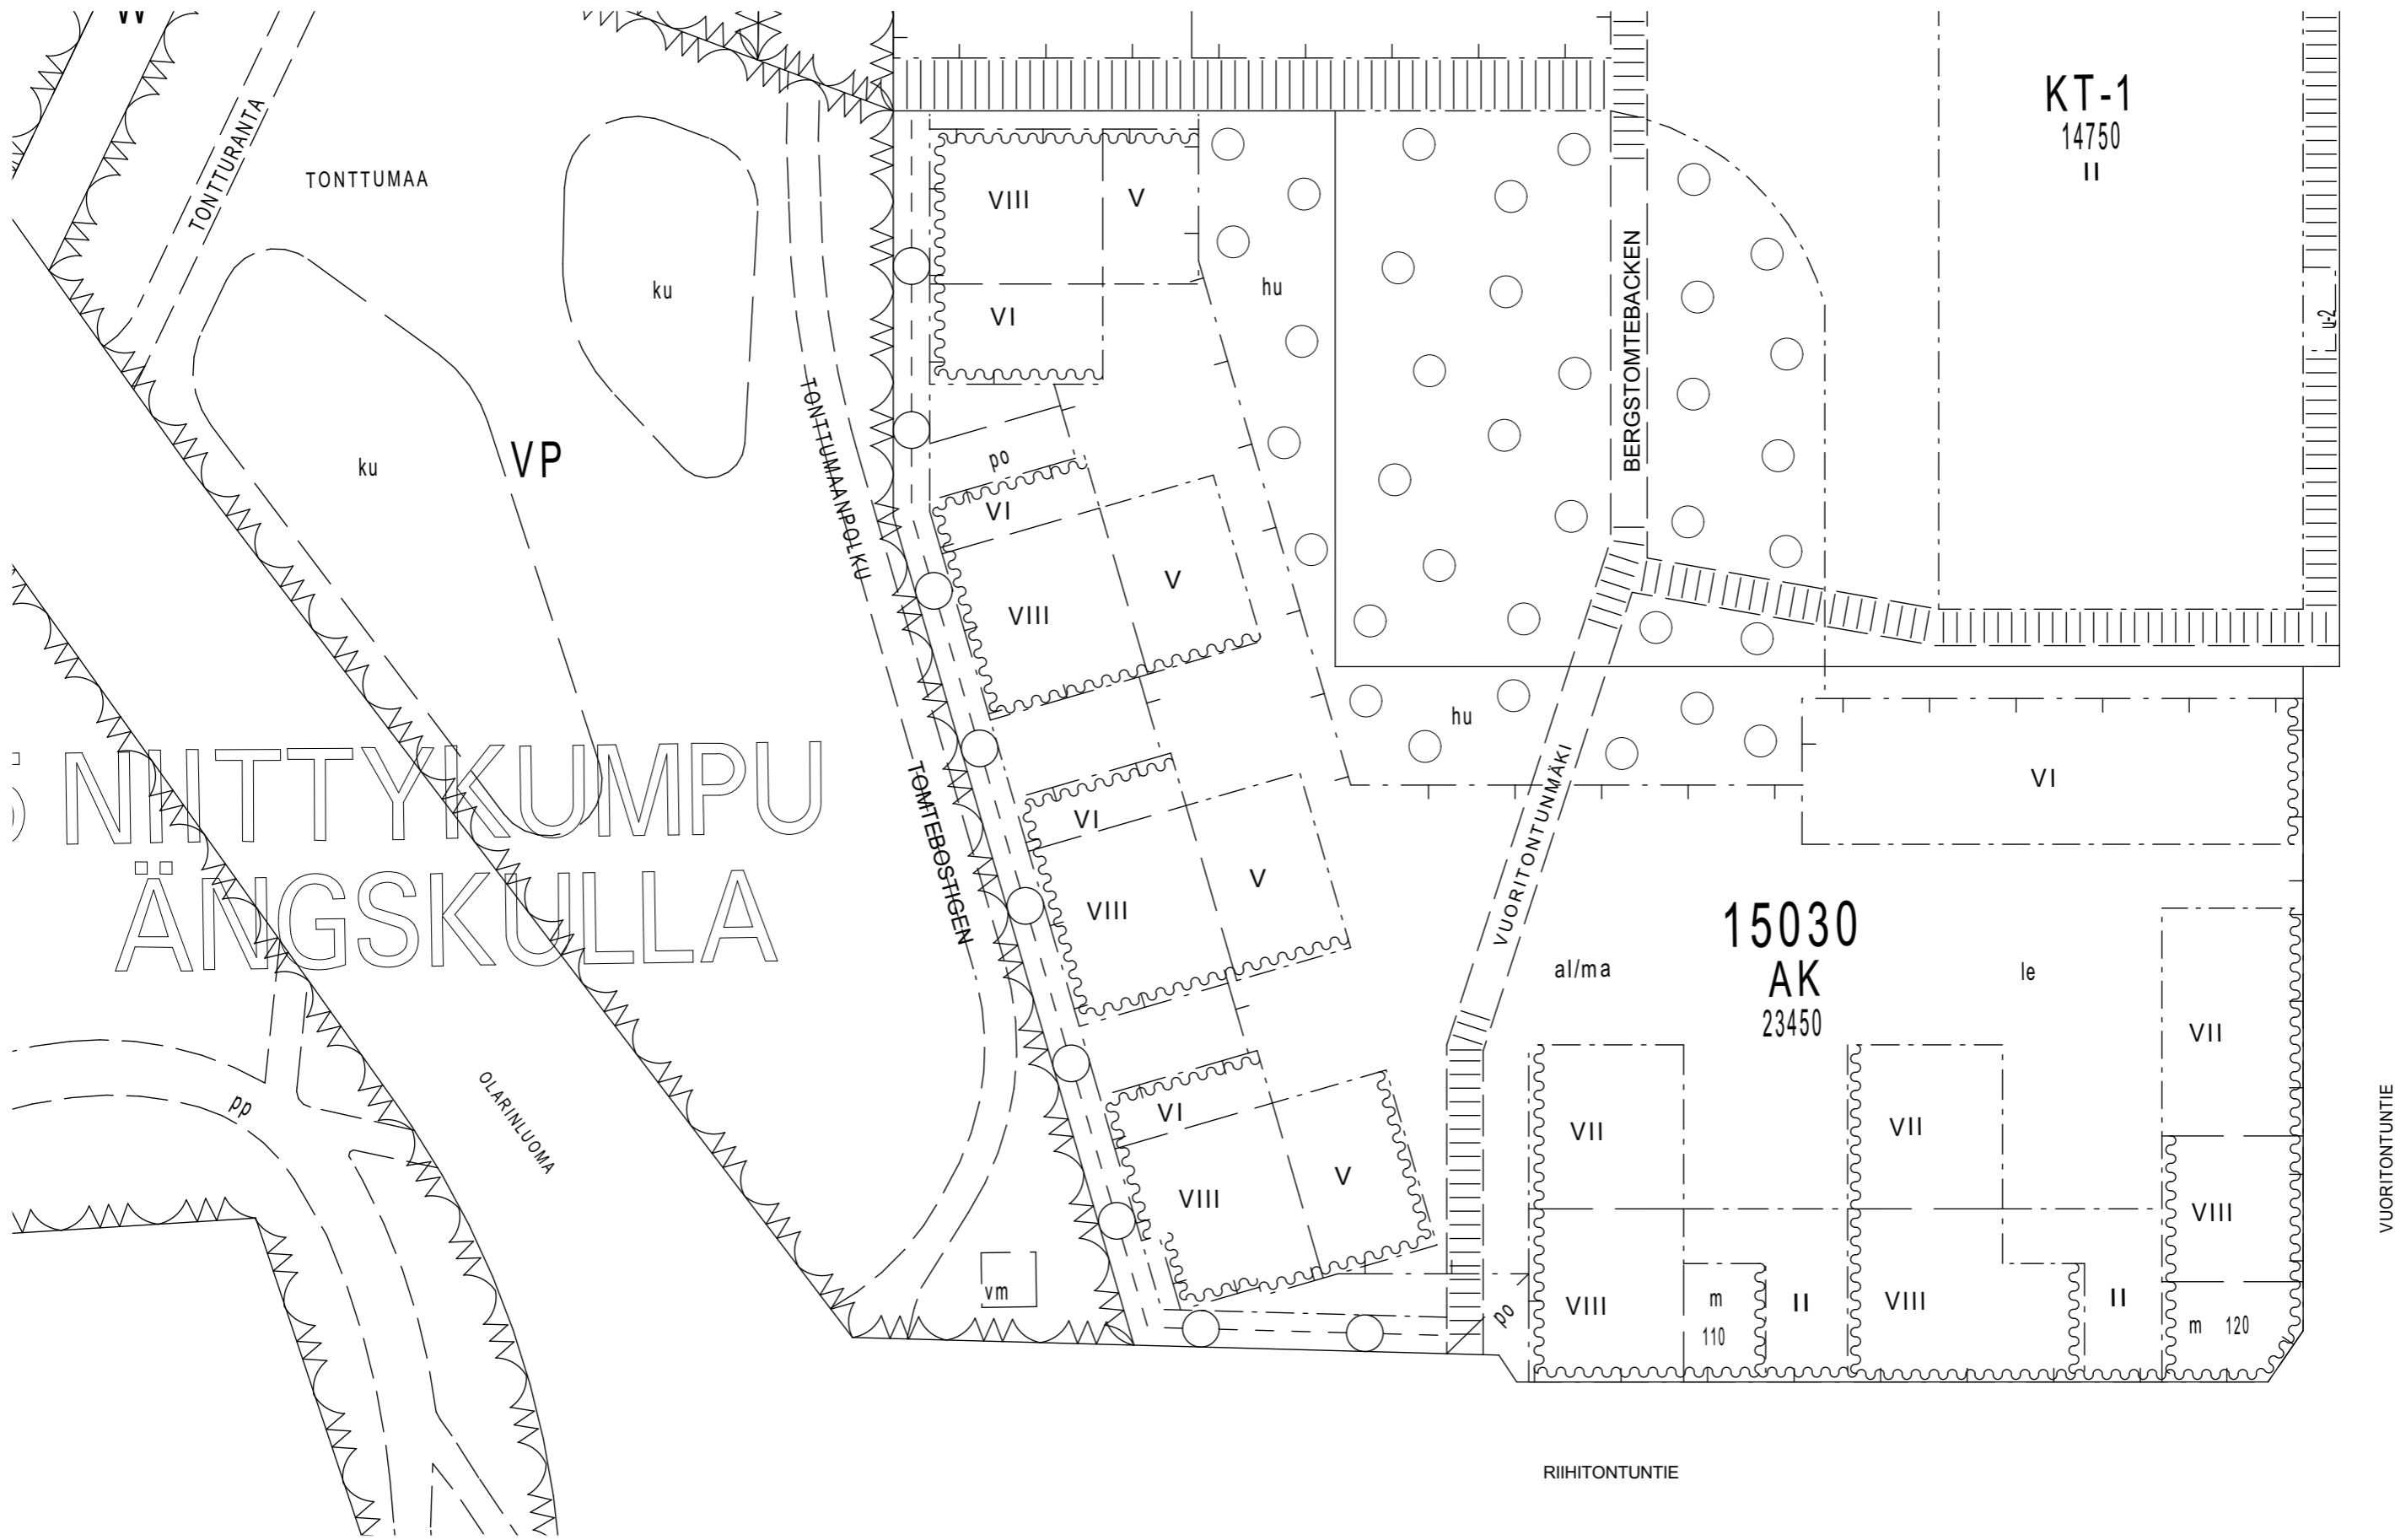 W
TONTTURANTA
TONTTUMAA
KT-1
14750
II
VIII
V
VI
hu
ku
BERGSTOMTEBACKEN
u-2
TONTTUMAANPOLKU
ku
VP
po
VI
VIII
V
hu
5 NIITTYKUMPU
ÄNGSKULLA
TOMTEBOSTIGEN
VI
VIII
V
VUORITONTUNMÄKI
VI
15030
AK
23450
al/ma
le
VII
pp
OLARINLUOMA
VI
VIII
V
VII
VII
VIII
vm
po
VIII
m
110
II
VIII
II
m 120
VUORITONTUNTIE
RIIHITONTUNTIE